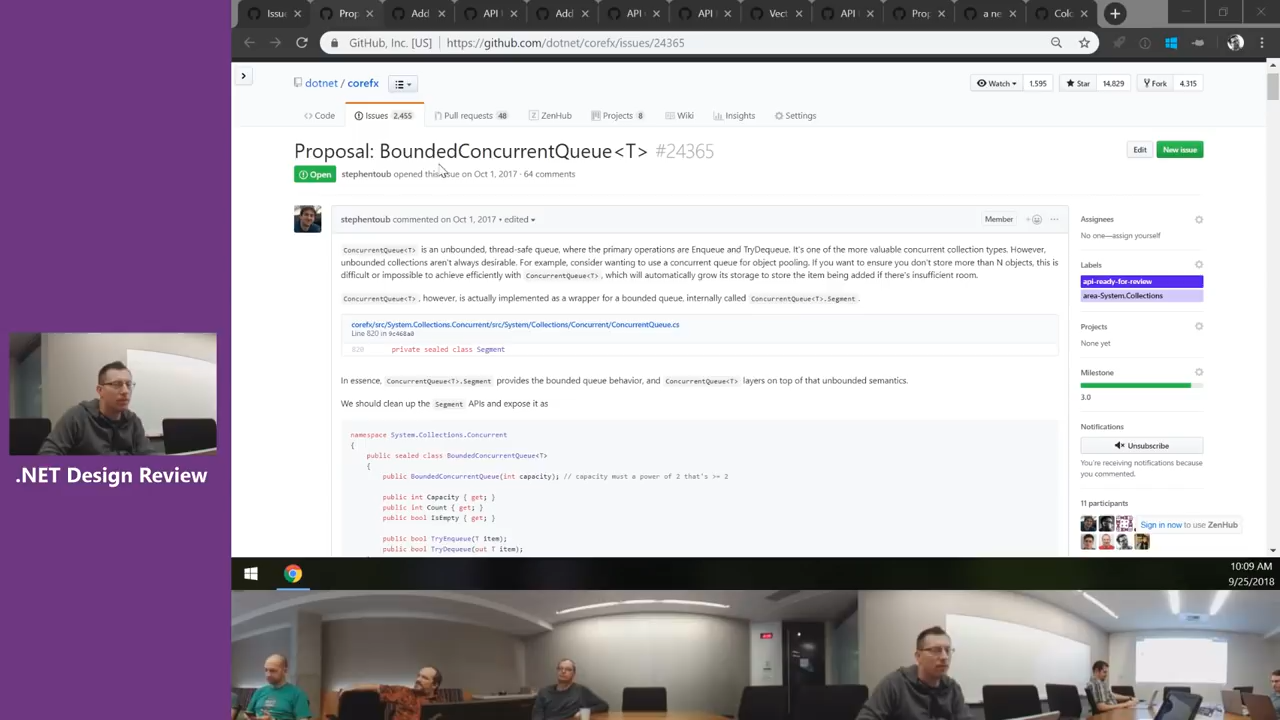 Issu
Prop
Add
API I
Add
API
API
Vect
API I
Prop
a ne
Colo
GitHub, Inc. [US]
https://github.com/dotnet/corefx/issues/24365
dotnet / corefx
Watch
1,595
Star
14,829
Fork
4,315
Code
Issues 2,455
Pull requests 48
ZenHub
Projects 8
Wiki
Insights
Settings
Proposal: BoundedConcurrentQueue<T> #24365
Edit
New issue
Open
stephentoub opened this issue on Oct 1, 2017 · 64 comments
stephentoub commented on Oct 1, 2017 • edited
Member
ConcurrentQueue<T> is an unbounded, thread-safe queue, where the primary operations are Enqueue and TryDequeue. It's one of the more valuable concurrent collection types. However,
unbounded collections aren't always desirable. For example, consider wanting to use a concurrent queue for object pooling. If you want to ensure you don't store more than N objects, this is
difficult or impossible to achieve efficiently with ConcurrentQueue<T>, which will automatically grow its storage to store the item being added if there's insufficient room.
ConcurrentQueue<T>, however, is actually implemented as a wrapper for a bounded queue, internally called ConcurrentQueue<T>.Segment.
corefx/src/System.Collections.Concurrent/src/System/Collections/Concurrent/ConcurrentQueue.cs
Line 820 in 9c468a0
820 private sealed class Segment
In essence, ConcurrentQueue<T>.Segment provides the bounded queue behavior, and ConcurrentQueue<T> layers on top of that unbounded semantics.
We should clean up the Segment APIs and expose it as
namespace System.Collections.Concurrent
{
public sealed class BoundedConcurrentQueue<T>
{
public BoundedConcurrentQueue(int capacity); // capacity must a power of 2 that's >= 2
public int Capacity { get; }
public int Count { get; }
public bool IsEmpty { get; }
public bool TryEnqueue(T item);
public bool TryDequeue(out T item);
Assignees
No one—assign yourself
Labels
api-ready-for-review
area-System.Collections
Projects
None yet
Milestone
3.0
Notifications
Unsubscribe
You're receiving notifications because
you commented.
11 participants
Sign in now to use ZenHub
.NET Design Review
10:09 AM
9/25/2018